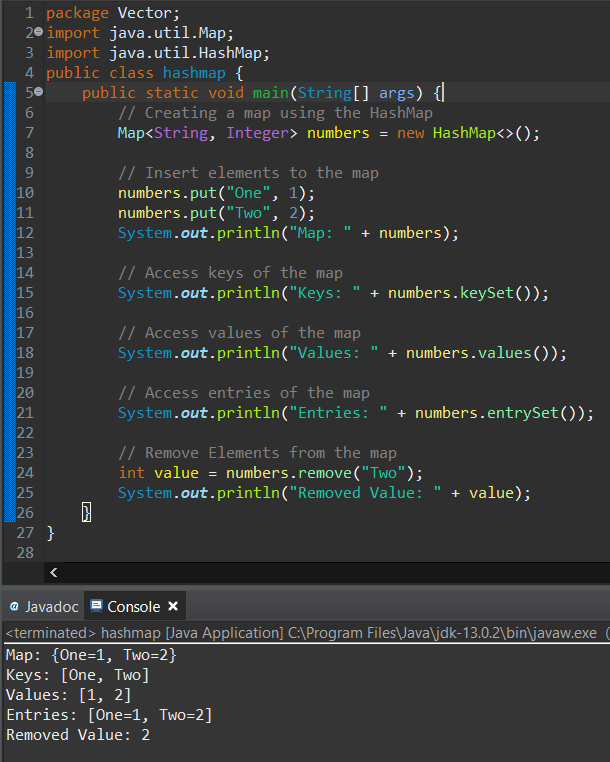 1 package Vector;
2 import java.util.Map;
3 import java.util.HashMap;
4 public class hashmap {
5     public static void main(String[] args) {
6         // Creating a map using the HashMap
7         Map<String, Integer> numbers = new HashMap<>();
8
9         // Insert elements to the map
10         numbers.put("One", 1);
11         numbers.put("Two", 2);
12         System.out.println("Map: " + numbers);
13
14         // Access keys of the map
15         System.out.println("Keys: " + numbers.keySet());
16
17         // Access values of the map
18         System.out.println("Values: " + numbers.values());
19
20         // Access entries of the map
21         System.out.println("Entries: " + numbers.entrySet());
22
23         // Remove Elements from the map
24         int value = numbers.remove("Two");
25         System.out.println("Removed Value: " + value);
26     }
27 }
28
@ Javadoc Console
<terminated> hashmap [Java Application] C:\Program Files\Java\jdk-13.0.2\bin\javaw.exe (
Map: {One=1, Two=2}
Keys: [One, Two]
Values: [1, 2]
Entries: [One=1, Two=2]
Removed Value: 2